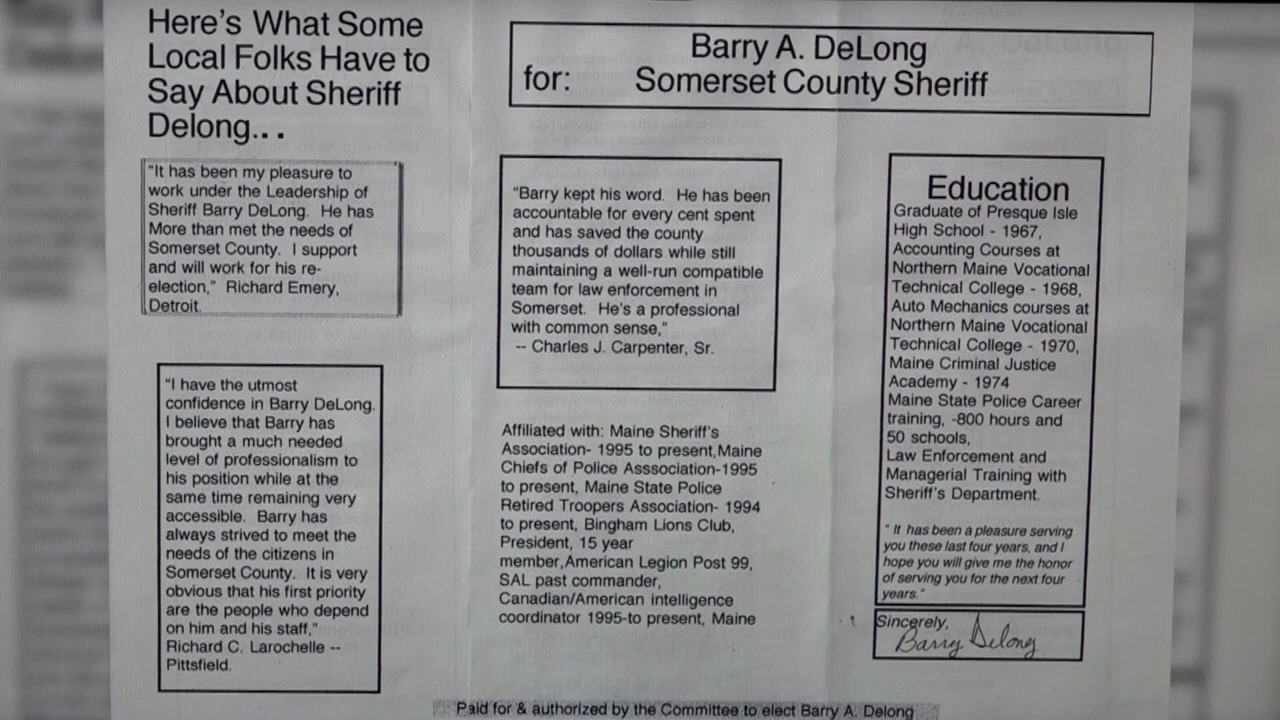 Here's What Some
Local Folks Have to
Say About Sheriff
Delong...
"It has been my pleasure to
work under the Leadership of
Sheriff Barry DeLong.  He has
More than met the needs of
Somerset County.  I support
and will work for his re-
election,"  Richard Emery,
Detroit.
"I have the utmost
confidence in Barry DeLong.
I believe that Barry has
brought a much needed
level of professionalism to
his position while at the
same time remaining very
accessible.  Barry has
always strived to meet the
needs of the citizens in
Somerset County.  It is very
obvious that his first priority
are the people who depend
on him and his staff,"
Richard C. Larochelle --
Pittsfield.
Barry A. DeLong
for: Somerset County Sheriff
"Barry kept his word.  He has been
accountable for every cent spent
and has saved the county
thousands of dollars while still
maintaining a well-run compatible
team for law enforcement in
Somerset.  He's a professional
with common sense,"
-- Charles J. Carpenter, Sr.
Affiliated with: Maine Sheriff's
Association- 1995 to present,Maine
Chiefs of Police Asssociation-1995
to present, Maine State Police
Retired Troopers Association- 1994
to present, Bingham Lions Club,
President, 15 year
member,American Legion Post 99,
SAL past commander,
Canadian/American intelligence
coordinator 1995-to present, Maine
Education
Graduate of Presque Isle
High School - 1967,
Accounting Courses at
Northern Maine Vocational
Technical College - 1968,
Auto Mechanics courses at
Northern Maine Vocational
Technical College - 1970,
Maine Criminal Justice
Academy - 1974
Maine State Police Career
training, -800 hours and
50 schools,
Law Enforcement and
Managerial Training with
Sheriff's Department.
" It has been a pleasure serving
you these last four years, and I
hope you will give me the honor
of serving you for the next four
years."
Sincerely,
Barry Delong
Paid for & authorized by the Committee to elect Barry A. Delong